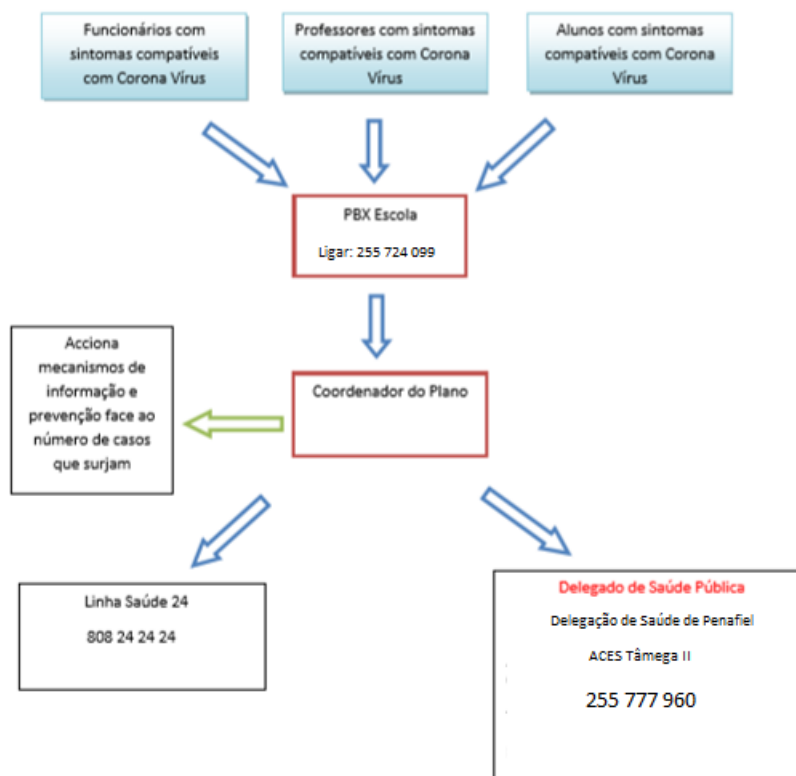 Funcionários com
sintomas compatíveis
com Corona Vírus
Professores com sintomas
compatíveis com Corona
Vírus
Alunos com sintomas
compatíveis com Corona
Vírus
PBX Escola
Ligar: 255 724 099
Acciona
mecanismos de
informação e
prevenção face ao
número de casos
que surjam
Coordenador do Plano
Linha Saúde 24
808 24 24 24
Delegado de Saúde Pública
Delegação de Saúde de Penafiel
ACES Tâmega II
255 777 960